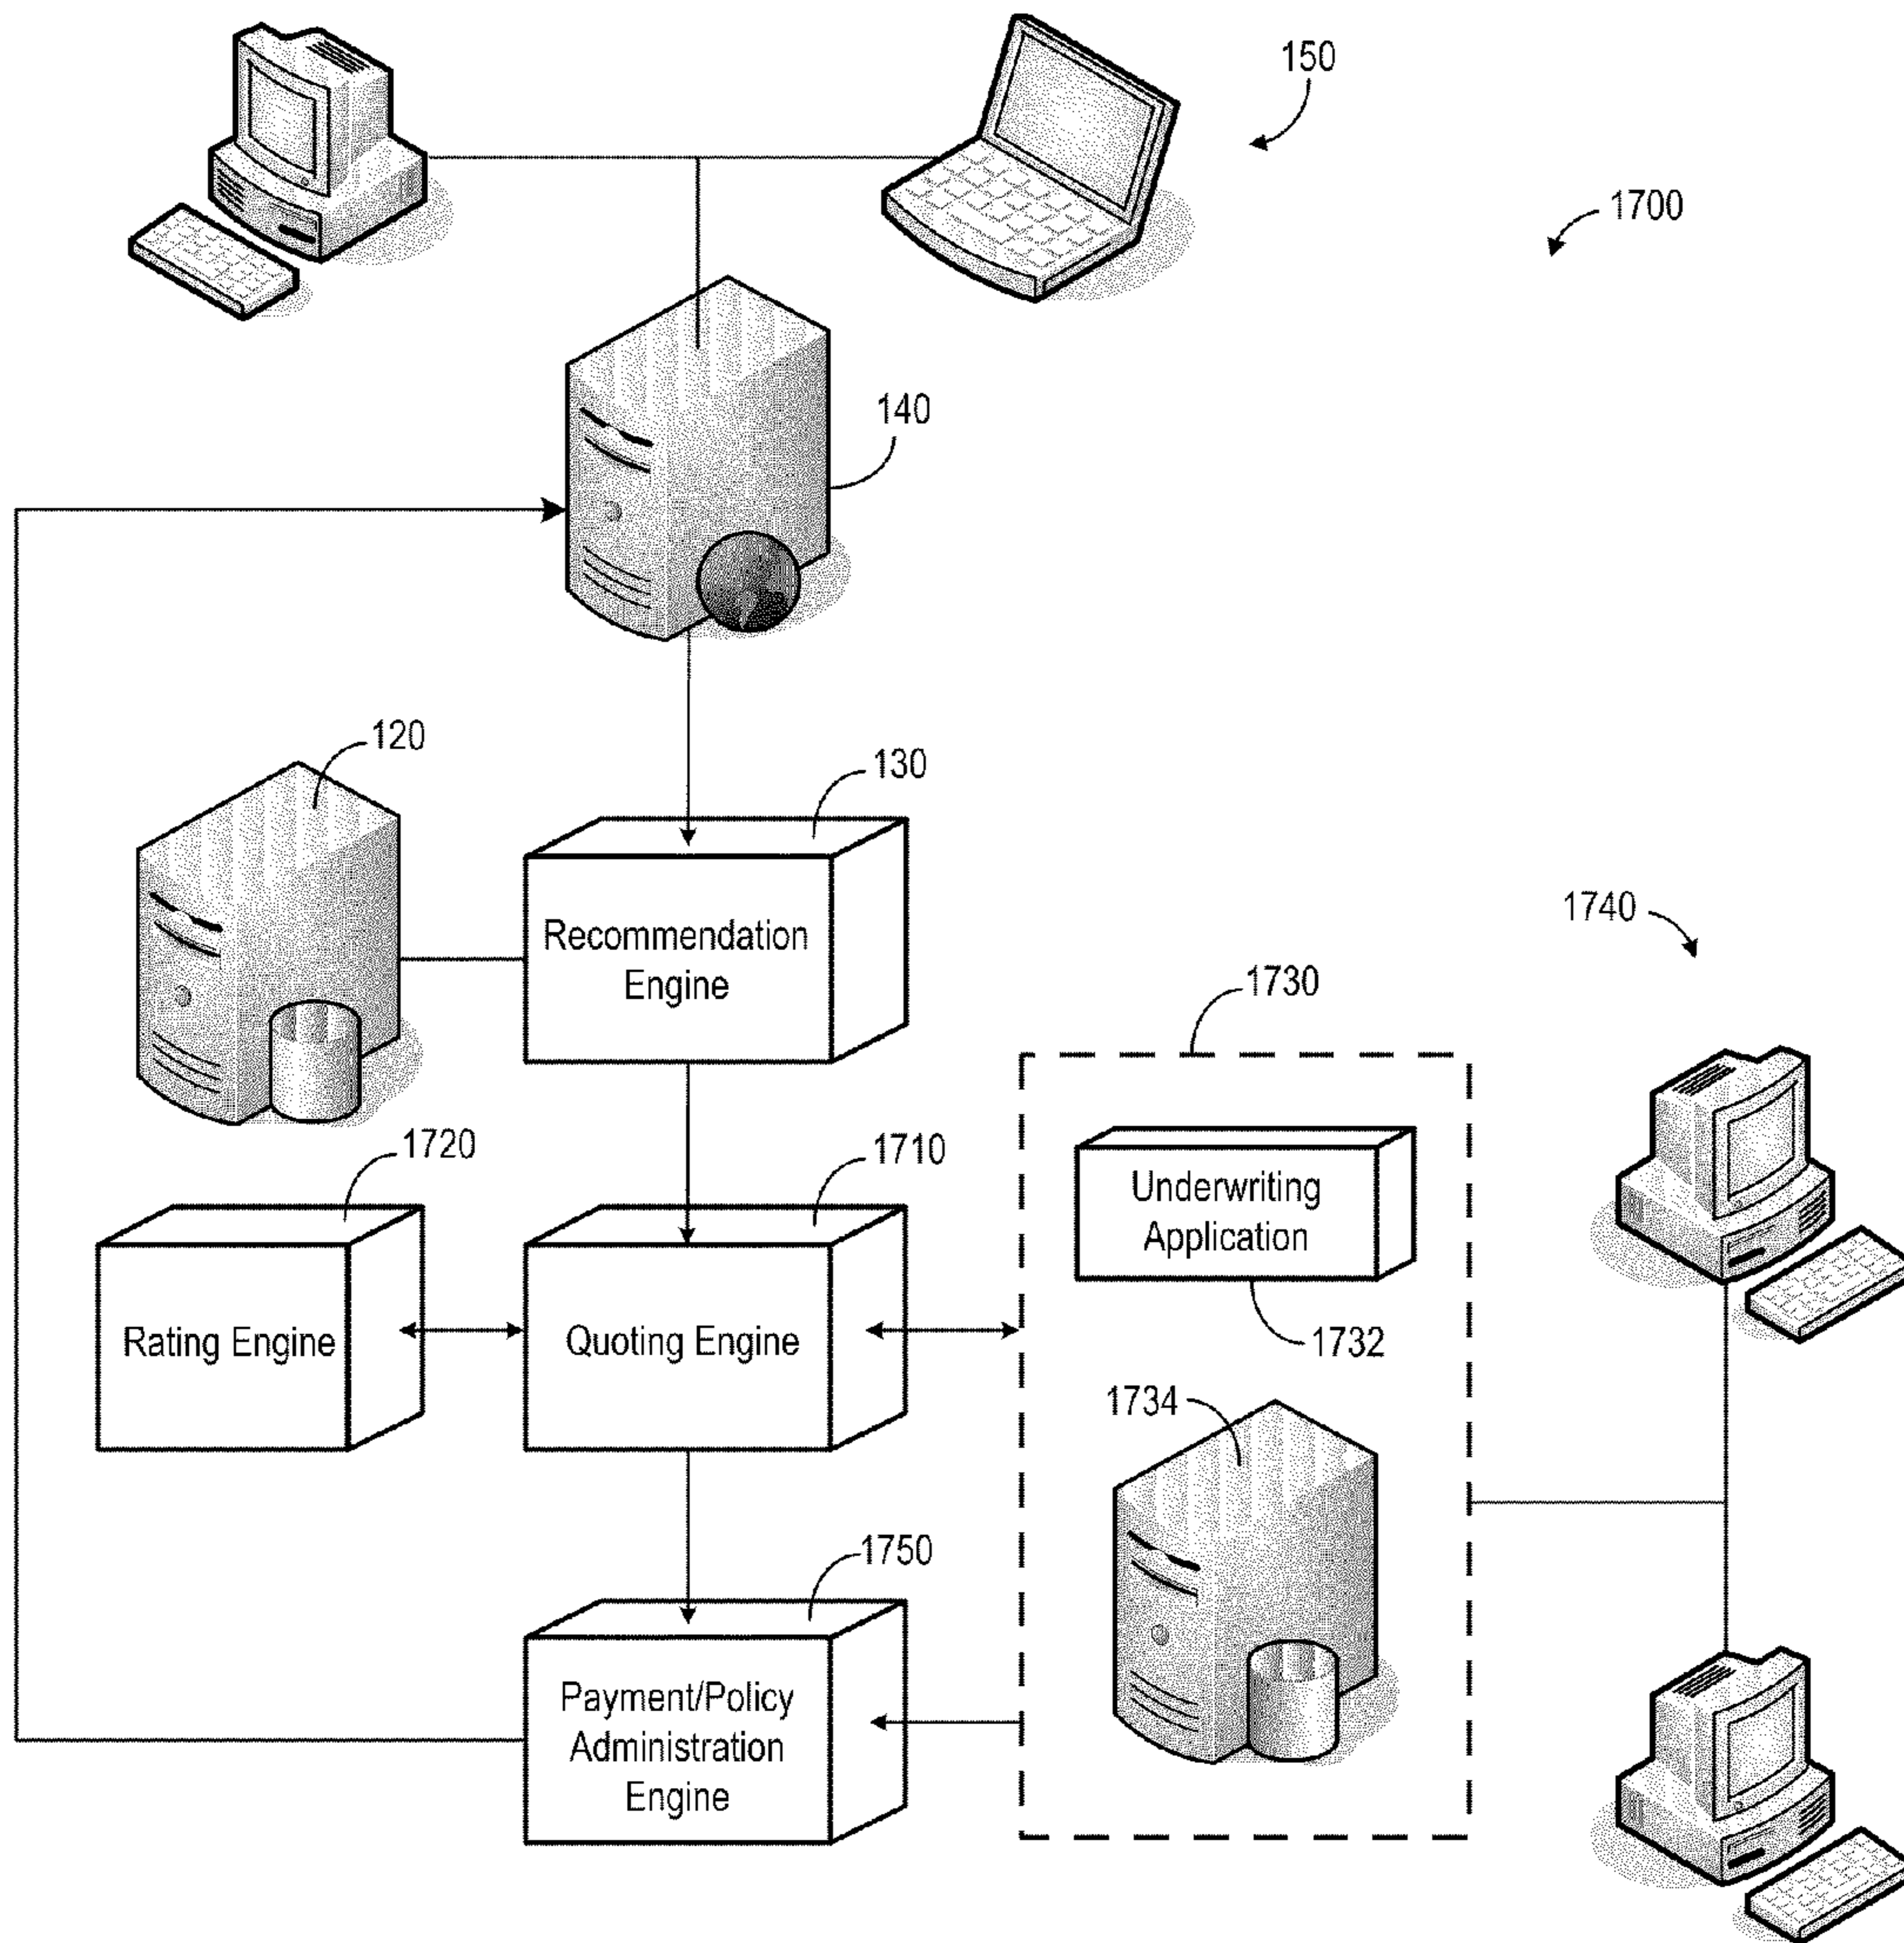 150
1700
140
120
130
Recommendation
Engine
1740
1730
1720
1710
Underwriting
Application
Rating Engine
Quoting Engine
1732
1734
1750
Payment/Policy
Administration
Engine